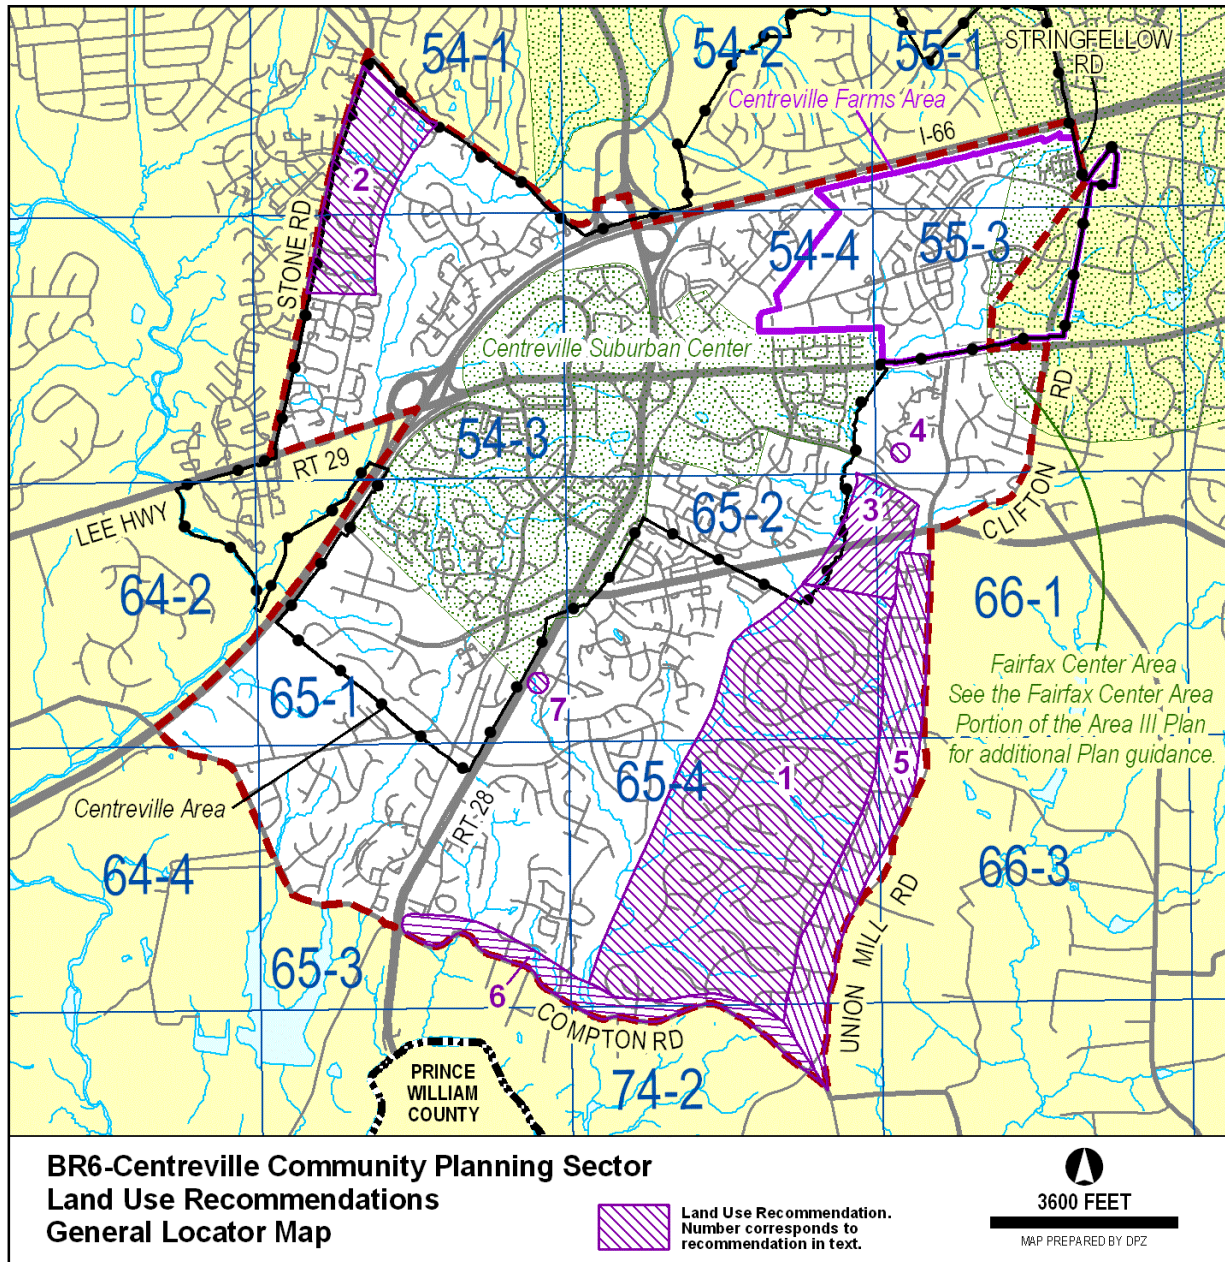 54-1
54-2
55-1
STRINGFELLOW
RD
Centreville Farms Area
I-66
2
STONE RD
54-4
55-3
Centreville Suburban Center
54-3
4
RT 29
LEE HWY
CLIFTON RD
65-2
3
64-2
66-1
Fairfax Center Area
See the Fairfax Center Area
Portion of the Area III Plan
for additional Plan guidance.
65-1
7
65-4
1
5
Centreville Area
RT 28
64-4
66-3
65-3
6
COMPTON RD
UNION MILL RD
PRINCE
WILLIAM
COUNTY
74-2
BR6-Centreville Community Planning Sector
Land Use Recommendations
General Locator Map
Land Use Recommendation.
Number corresponds to
recommendation in text.
3600 FEET
MAP PREPARED BY DPZ